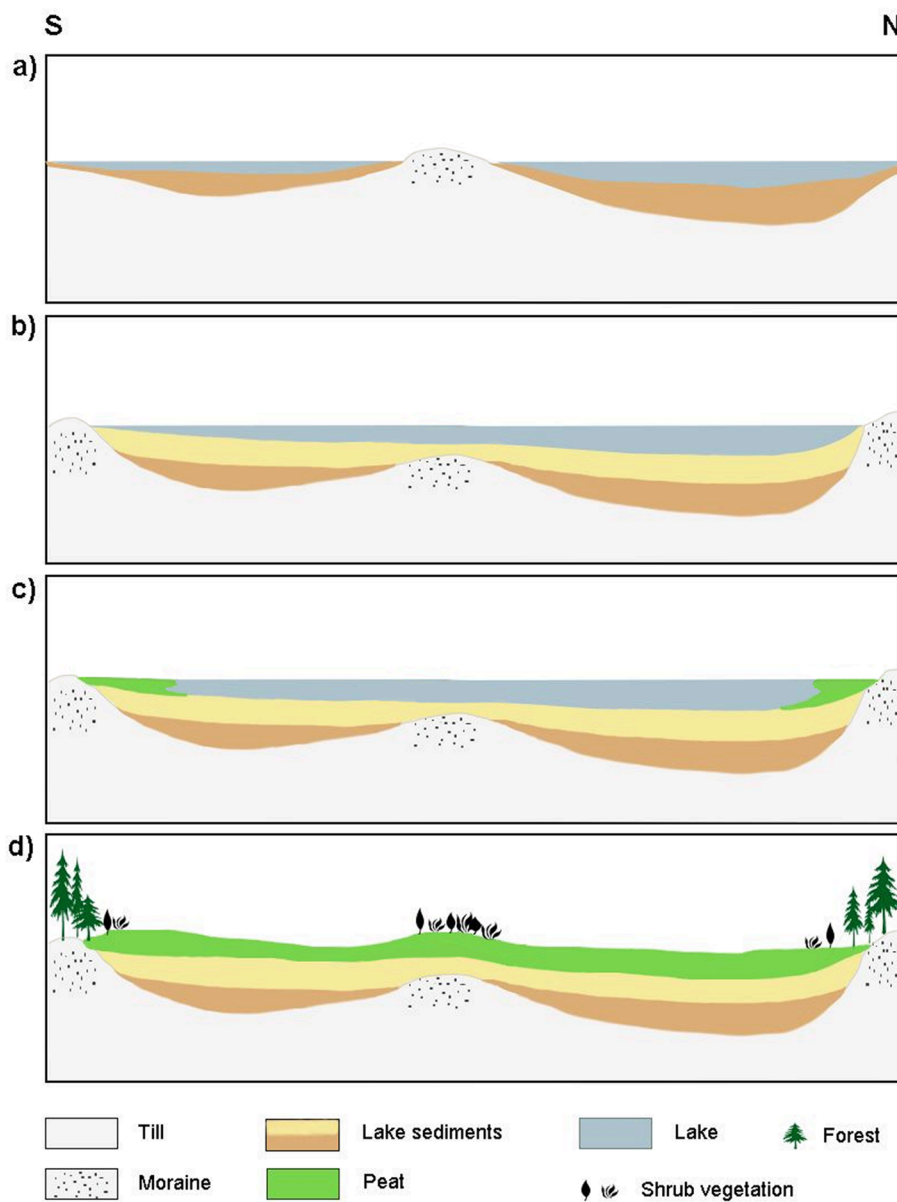 S N
a)
b)
c)
d)
Till Lake sediments Lake Forest
Moraine Peat Shrub vegetation